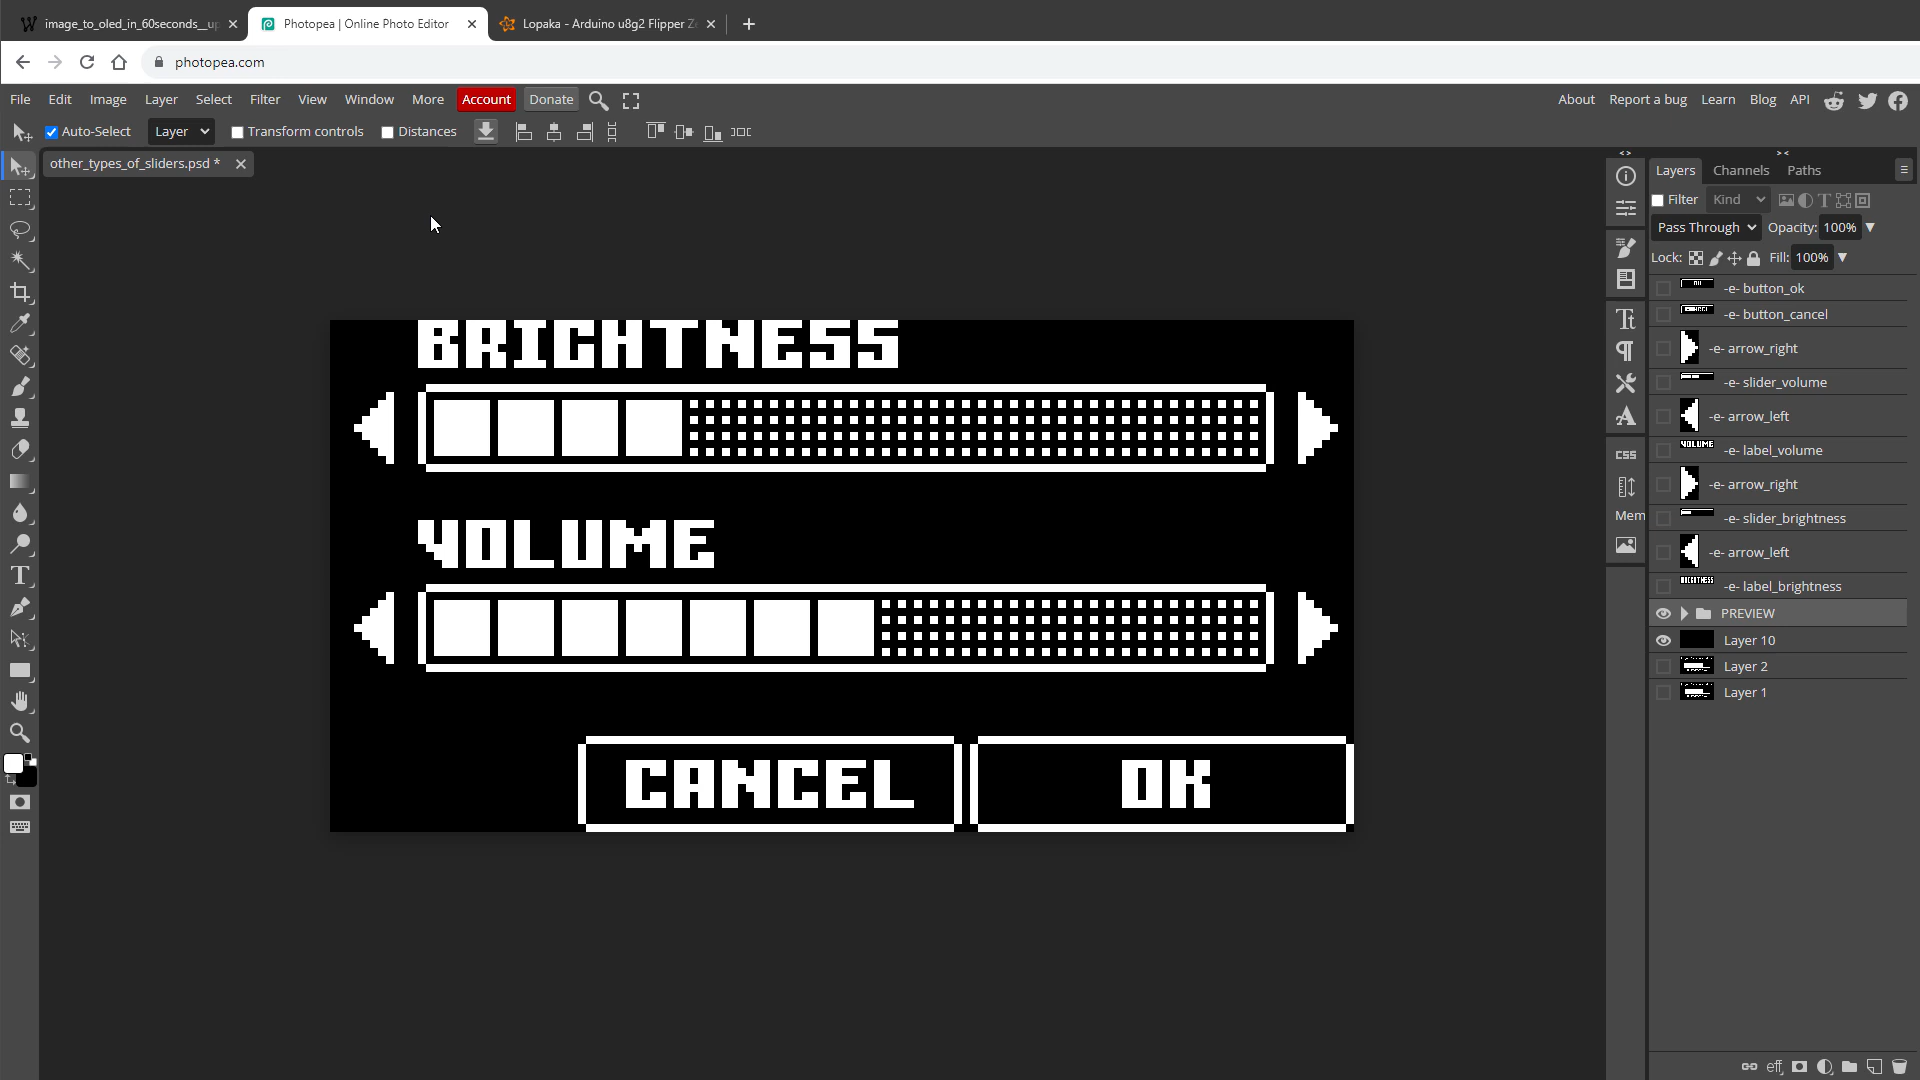 image_to_oled_in_60seconds__up
Photopea | Online Photo Editor
Lopaka - Arduino u8g2 Flipper Ze
photopea.com
File Edit Image Layer Select Filter View Window More Account Donate
About Report a bug Learn Blog API
Auto-Select Layer Transform controls Distances
other_types_of_sliders.psd *
Layers Channels Paths
Filter Kind
Pass Through Opacity: 100%
Lock: Fill: 100%
-e- button_ok
-e- button_cancel
-e- arrow_right
-e- slider_volume
-e- arrow_left
-e- label_volume
-e- arrow_right
-e- slider_brightness
-e- arrow_left
-e- label_brightness
PREVIEW
Layer 10
Layer 2
Layer 1
CSS
Mem
eff
BRIGHTNESS
VOLUME
CANCEL OK